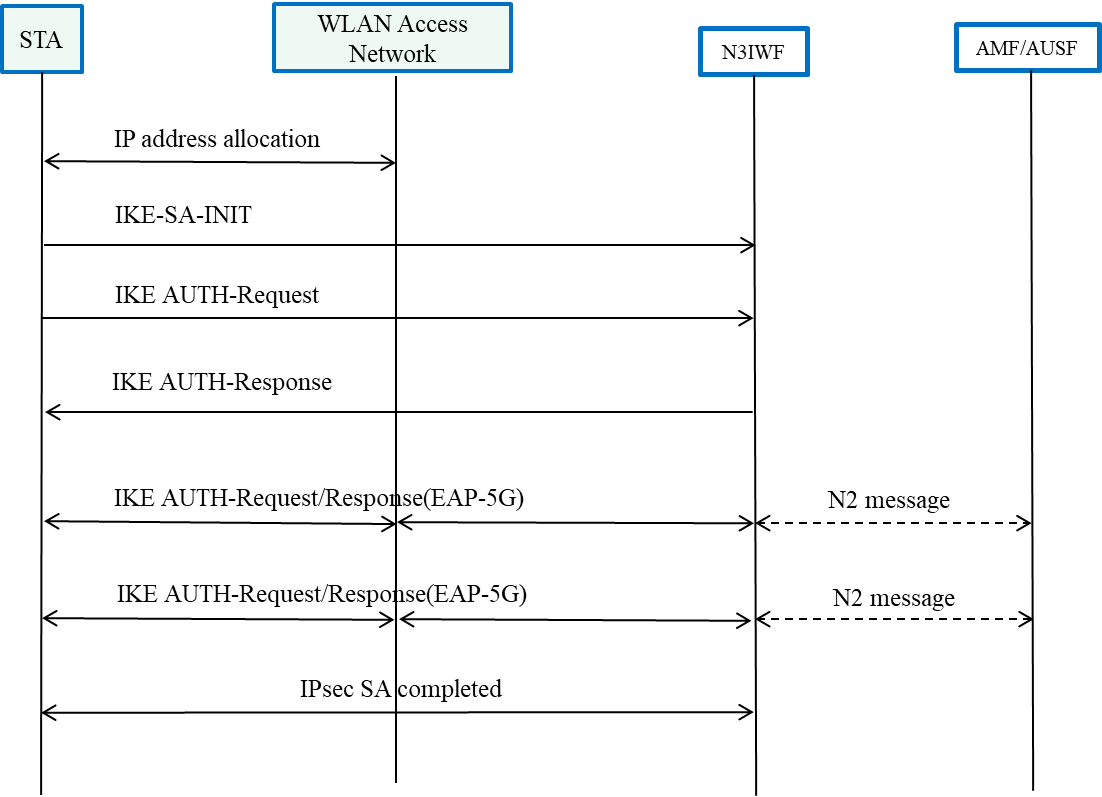 STA
WLAN Access
Network
N3IWF
AMF/AUSF
IP address allocation
IKE-SA-INIT
IKE AUTH-Request
IKE AUTH-Response
IKE AUTH-Request/Response(EAP-5G)
N2 message
IKE AUTH-Request/Response(EAP-5G)
N2 message
IPsec SA completed